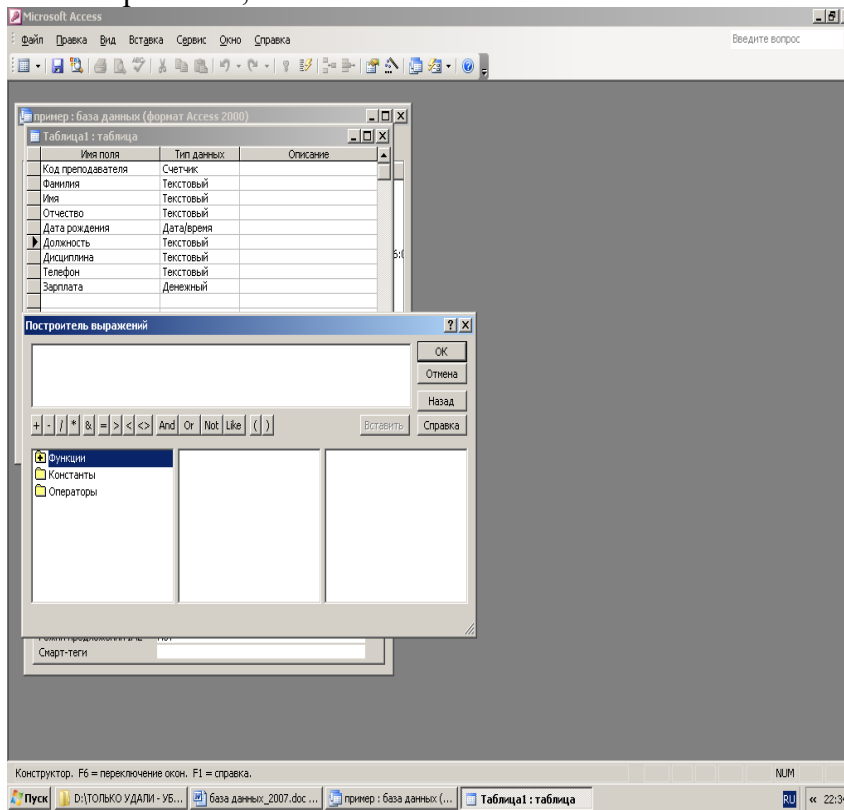 Microsoft Access
Файл Правка Вид Вставка Сервис Окно Справка Введите вопрос
пример : база данных (формат Access 2000)
Таблица1 : таблица
Имя поля Тип данных Описание
Код преподавателя Счетчик
Фамилия Текстовый
Имя Текстовый
Отчество Текстовый
Дата рождения Дата/время
Должность Текстовый
Дисциплина Текстовый
Телефон Текстовый
Зарплата Денежный
Построитель выражений
OK
Отмена
Назад
+ - / * & = > < <> And Or Not Like ( ) Вставить Справка
Функции
Константы
Операторы
Смарт-теги
Конструктор. F6 = переключение окон. F1 = справка. NUM
Пуск D:\ТОЛЬКО УДАЛИ - УБ... база данных_2007.doc ... пример : база данных (... Таблица1 : таблица RU « 22:3